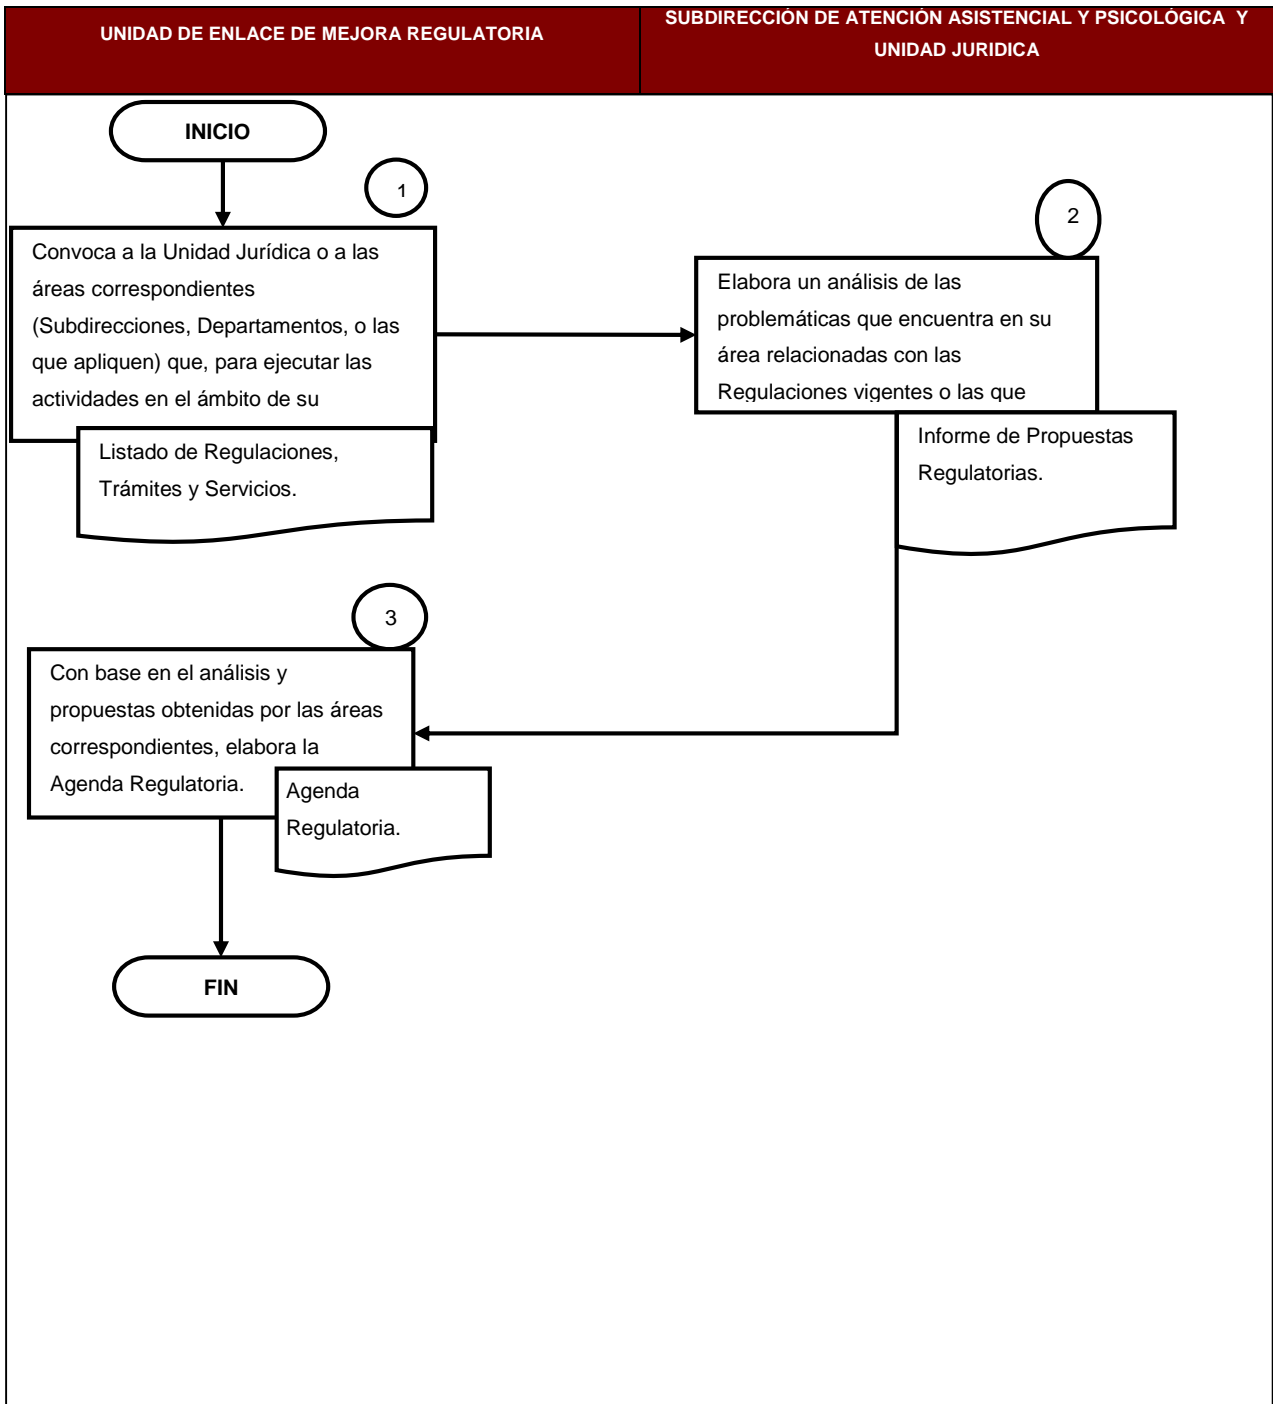 UNIDAD DE ENLACE DE MEJORA REGULATORIA
SUBDIRECCIÓN DE ATENCIÓN ASISTENCIAL Y PSICOLÓGICA Y
UNIDAD JURIDICA
INICIO
1
Convoca a la Unidad Jurídica o a las
áreas correspondientes
(Subdirecciones, Departamentos, o las
que apliquen) que, para ejecutar las
actividades en el ámbito de su
Listado de Regulaciones,
Trámites y Servicios.
2
Elabora un análisis de las
problemáticas que encuentra en su
área relacionadas con las
Regulaciones vigentes o las que
Informe de Propuestas
Regulatorias.
3
Con base en el análisis y
propuestas obtenidas por las áreas
correspondientes, elabora la
Agenda Regulatoria.
Agenda
Regulatoria.
FIN